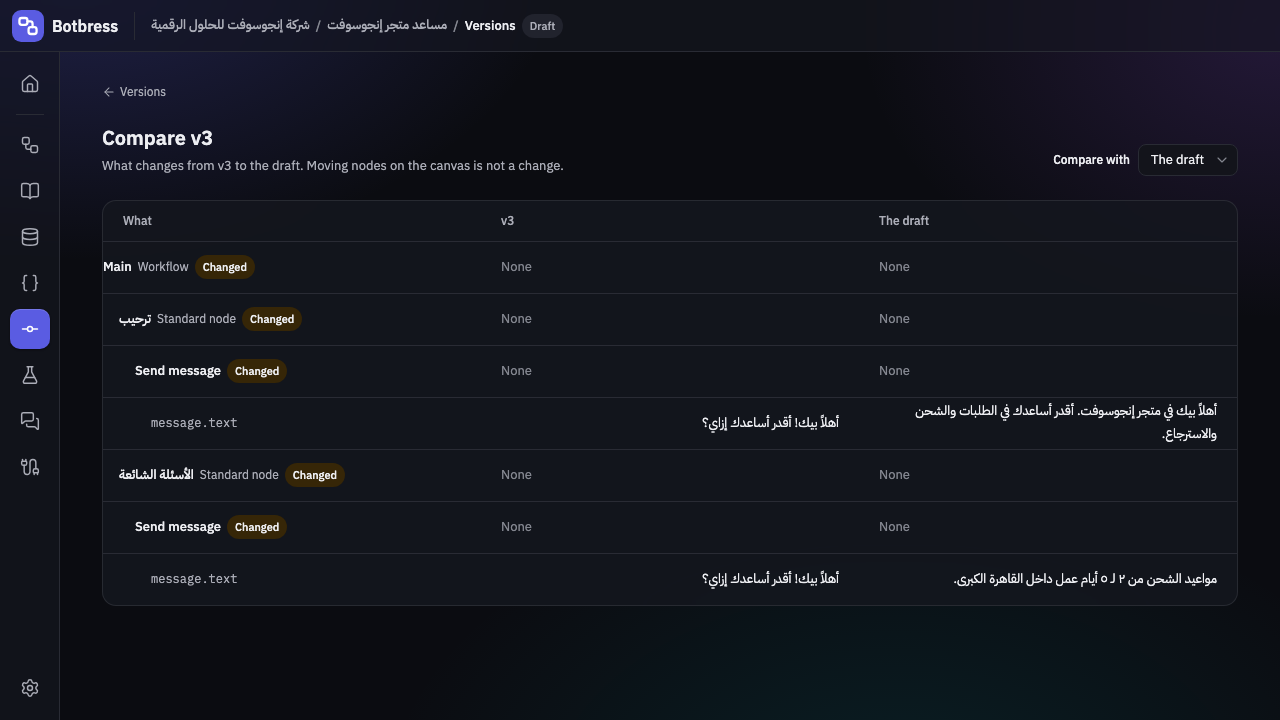 Botbress
شركة إنجوسوفت للحلول الرقمية / مساعد متجر إنجوسوفت / Versions Draft
← Versions
Compare v3
What changes from v3 to the draft. Moving nodes on the canvas is not a change.
Compare with The draft
What v3 The draft
Main Workflow Changed None None
ترحيب Standard node Changed None None
Send message Changed None None
message.text أهلاً بيك! أقدر أساعدك إزاي؟ أهلاً بيك في متجر إنجوسوفت. أقدر أساعدك في الطلبات والشحن
والاسترجاع.
الأسئلة الشائعة Standard node Changed None None
Send message Changed None None
message.text أهلاً بيك! أقدر أساعدك إزاي؟ مواعيد الشحن من ٢ لـ ٥ أيام عمل داخل القاهرة الكبرى.